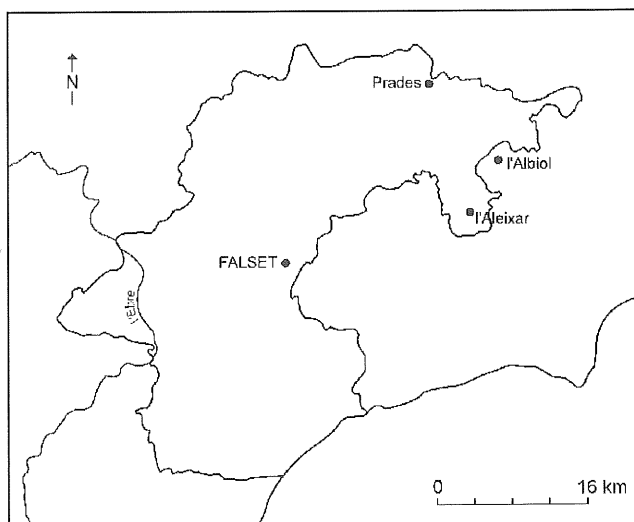 N
Prades
l'Albiol
l'Aleixar
FALSET
l'Ebre
0 16 km